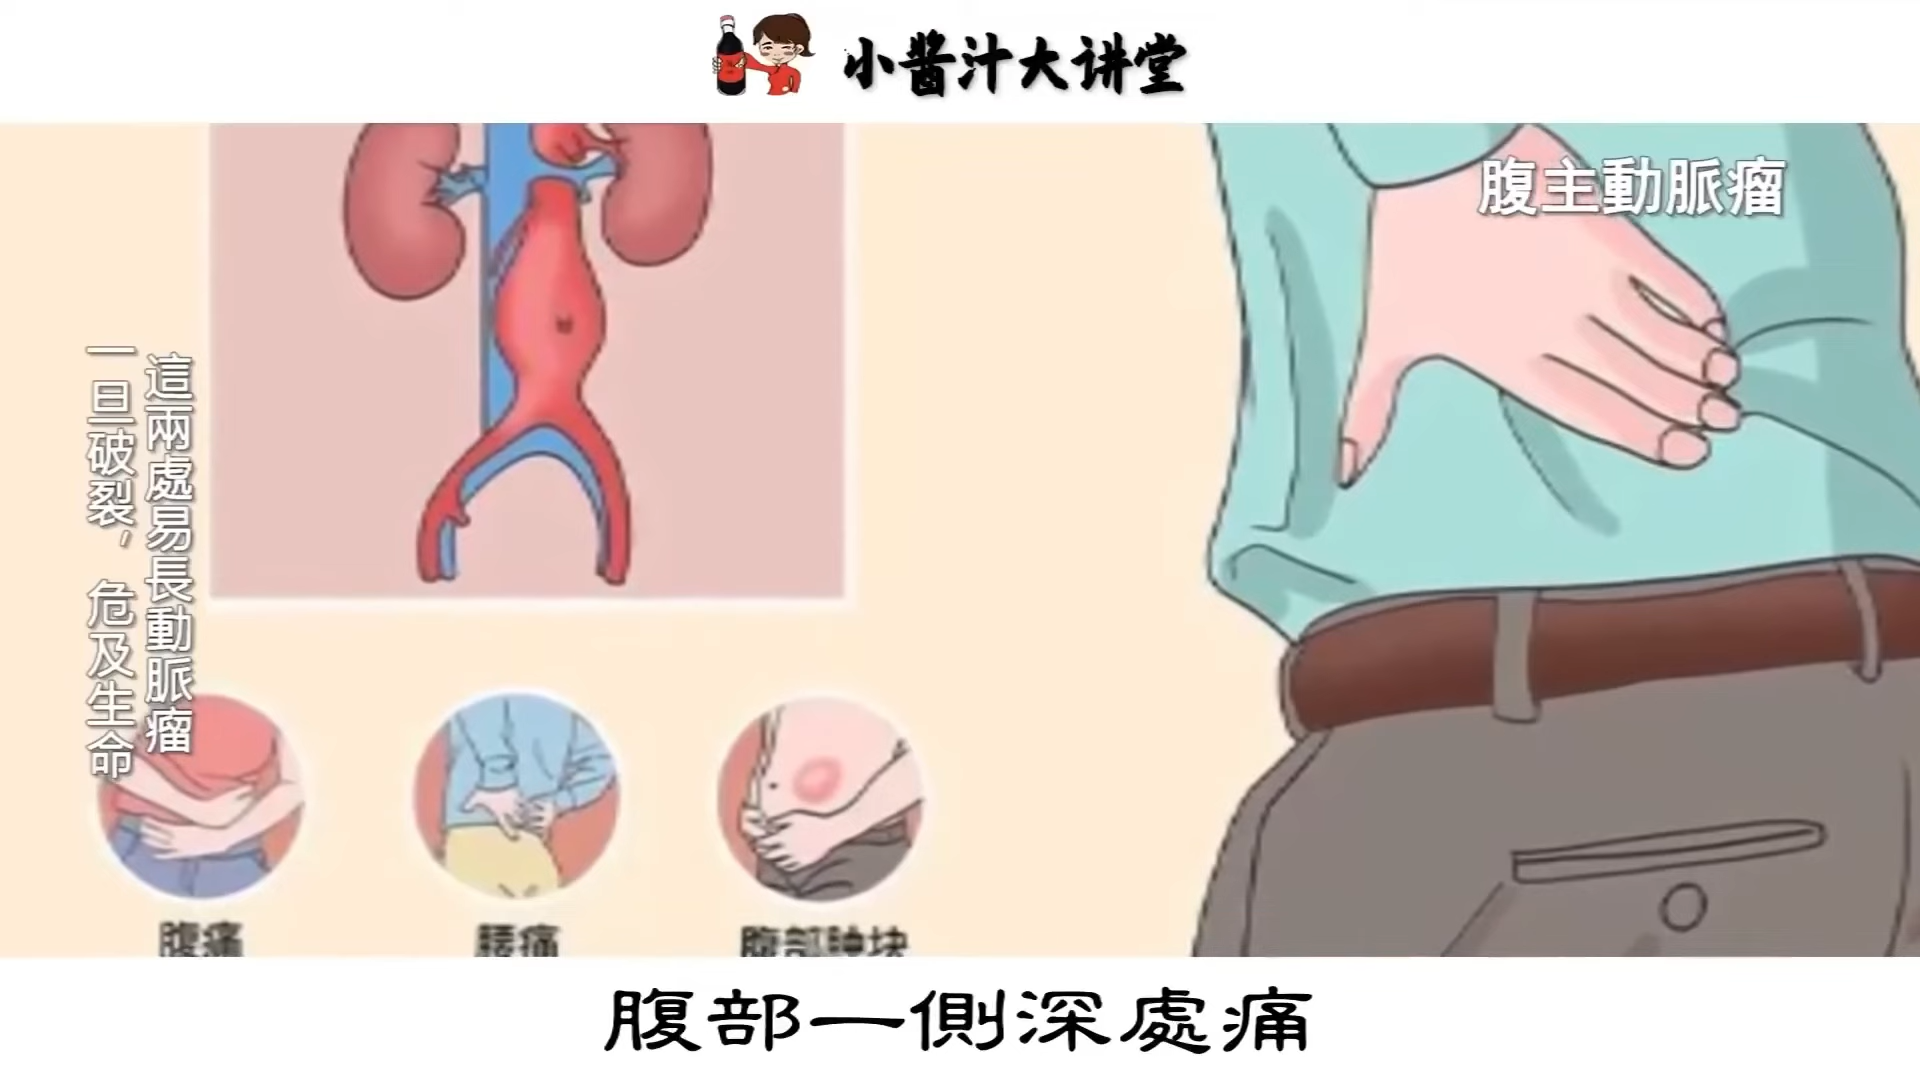 小酱汁大讲堂
腹主動脈瘤
這兩處易長動脈瘤
一旦破裂，危及生命
腹痛
腰痛
腹部肿块
腹部一側深處痛